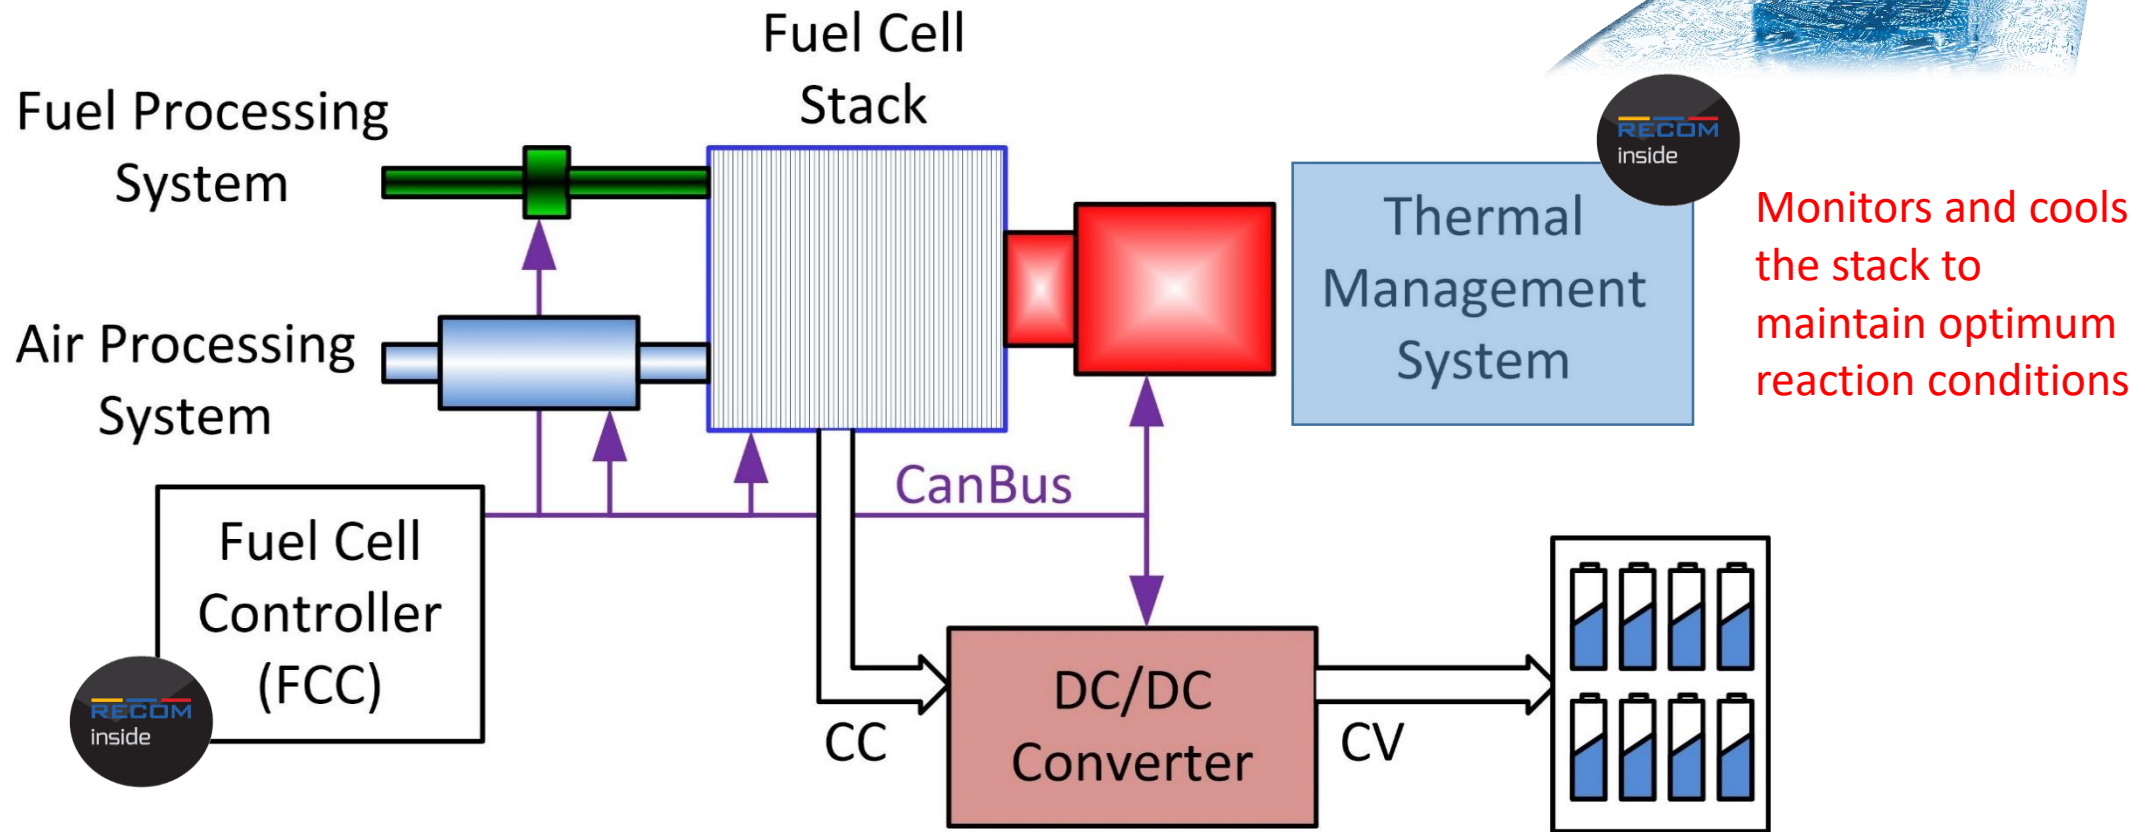 Fuel Cell
Stack
Fuel Processing
System
RECOM
inside
Thermal
Management
System
Monitors and cools
the stack to
maintain optimum
reaction conditions
Air Processing
System
CanBus
Fuel Cell
Controller
(FCC)
RECOM
inside
CC
DC/DC
Converter
CV